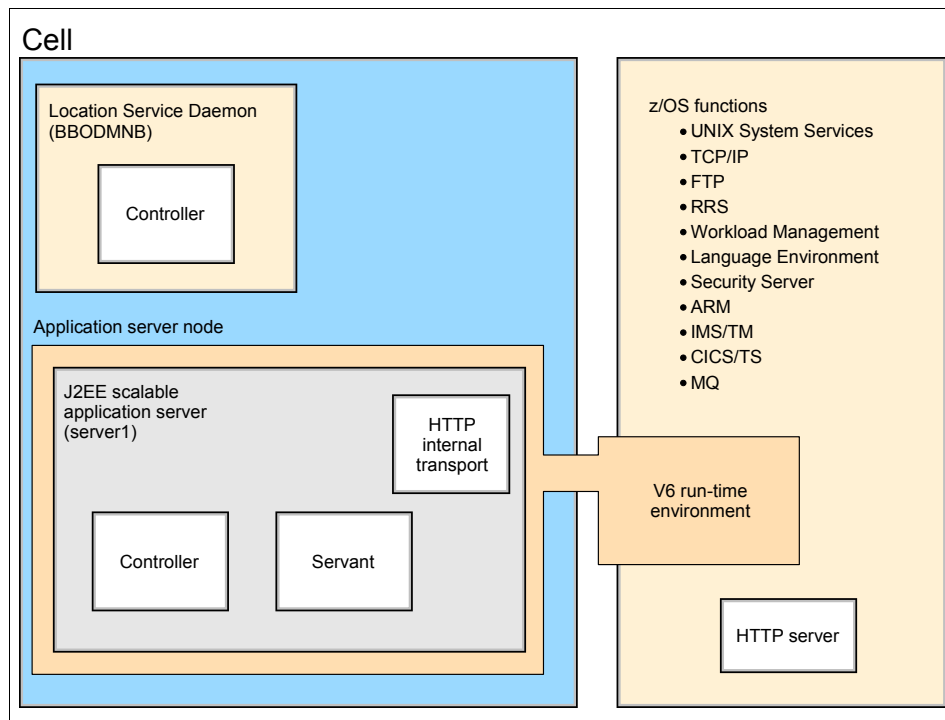 Cell
Location Service Daemon
(BBODMNB)
Controller
Application server node
J2EE scalable
application server
(server1)
HTTP
internal
transport
Controller
Servant
z/OS functions
• UNIX System Services
• TCP/IP
• FTP
• RRS
• Workload Management
• Language Environment
• Security Server
• ARM
• IMS/TM
• CICS/TS
• MQ
V6 run-time
environment
HTTP server